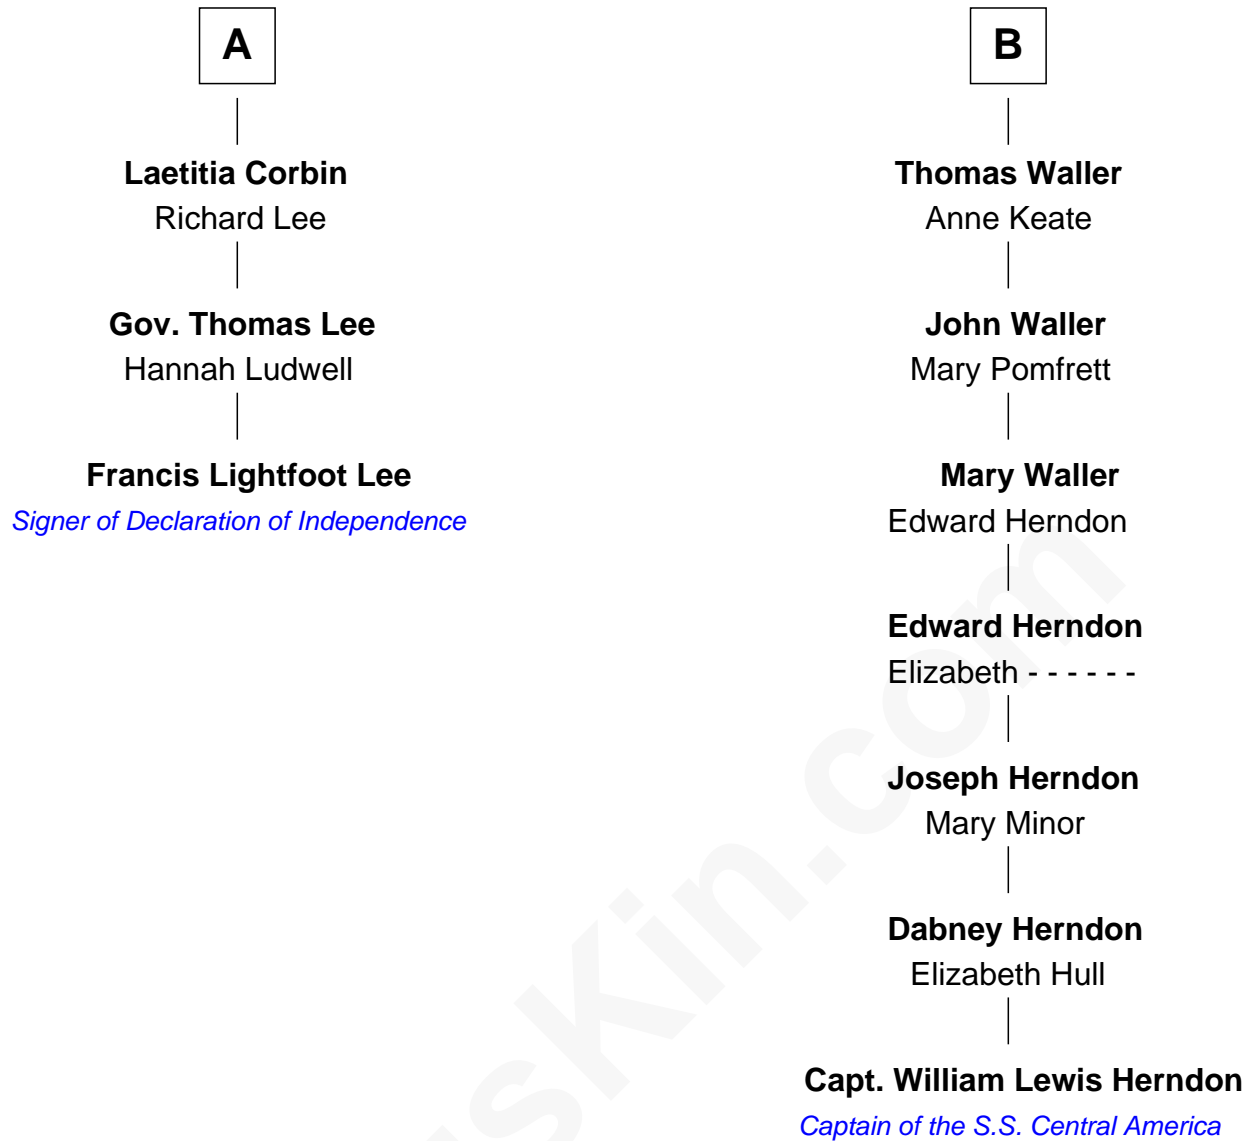 A
Laetitia Corbin
Richard Lee
Gov. Thomas Lee
Hannah Ludwell
Francis Lightfoot Lee
Signer of Declaration of Independence
B
Thomas Waller
Anne Keate
John Waller
Mary Pomfrett
Mary Waller
Edward Herndon
Edward Herndon
Elizabeth - - - - - -
Joseph Herndon
Mary Minor
Dabney Herndon
Elizabeth Hull
Capt. William Lewis Herndon
Captain of the S.S. Central America
usKin.com